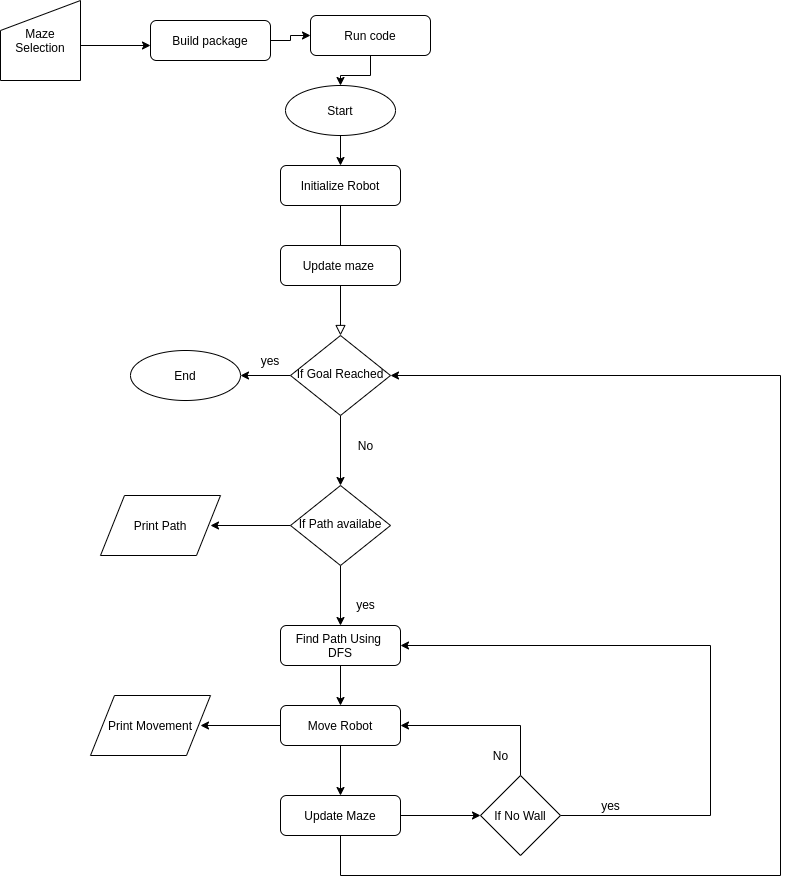 Maze
Selection
Build package
Run code
Start
Initialize Robot
Update maze
yes
End
If Goal Reached
No
Print Path
If Path availabe
yes
Find Path Using
DFS
Print Movement
Move Robot
No
yes
Update Maze
If No Wall